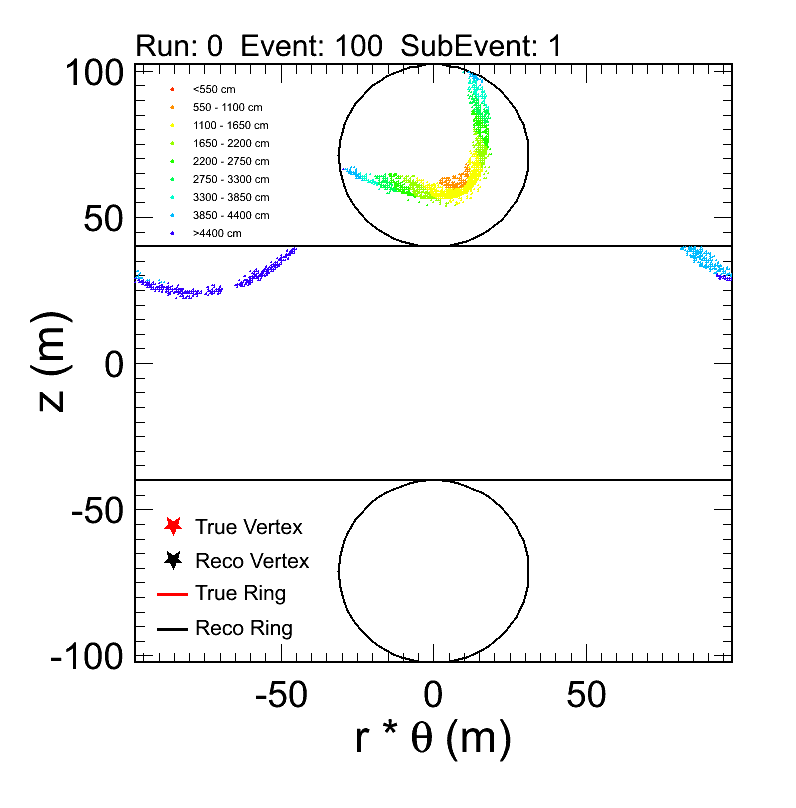 Run: 0  Event: 100  SubEvent: 1
100
<550 cm
550 - 1100 cm
1100 - 1650 cm
1650 - 2200 cm
2200 - 2750 cm
2750 - 3300 cm
3300 - 3850 cm
3850 - 4400 cm
>4400 cm
50
0
z (m)
-50
True Vertex
Reco Vertex
True Ring
Reco Ring
-100
-50 0 50
r * θ (m)